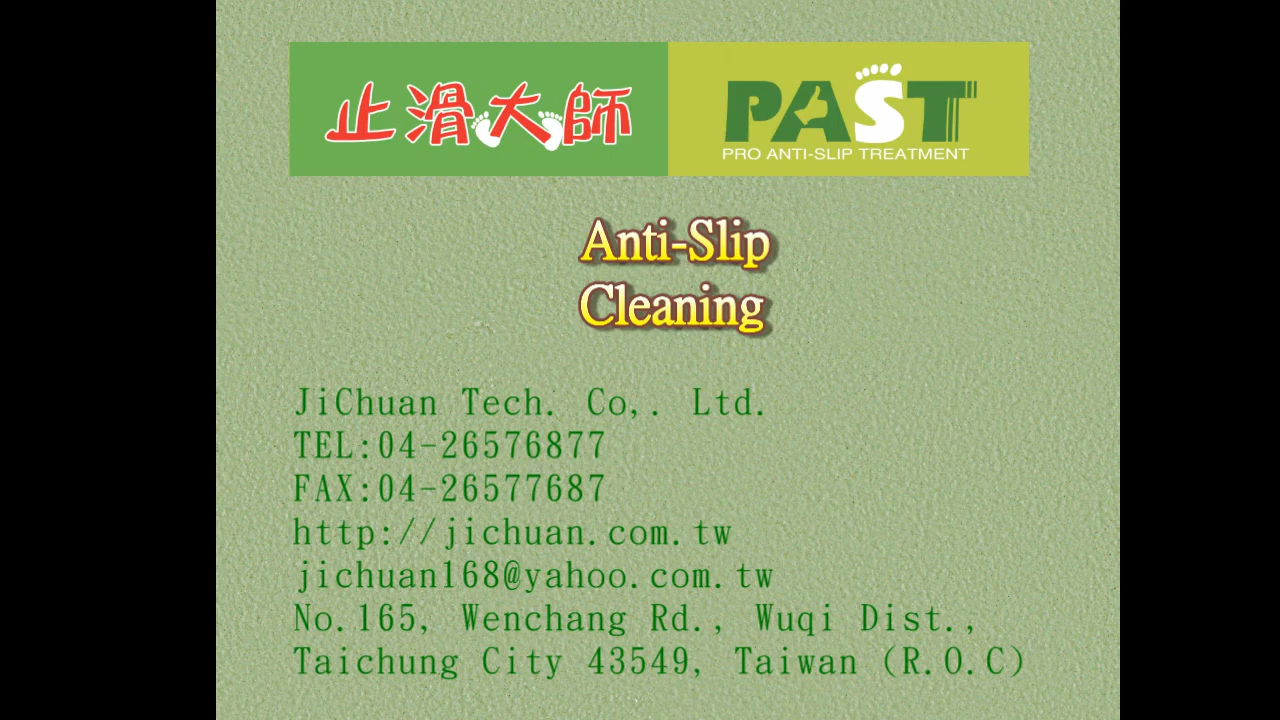 止滑大師
PAST
PRO ANTI-SLIP TREATMENT
Anti-Slip
Cleaning
JiChuan Tech. Co,. Ltd.
TEL:04-26576877
FAX:04-26577687
http://jichuan.com.tw
jichuan168@yahoo.com.tw
No.165, Wenchang Rd., Wuqi Dist.,
Taichung City 43549, Taiwan (R.O.C)